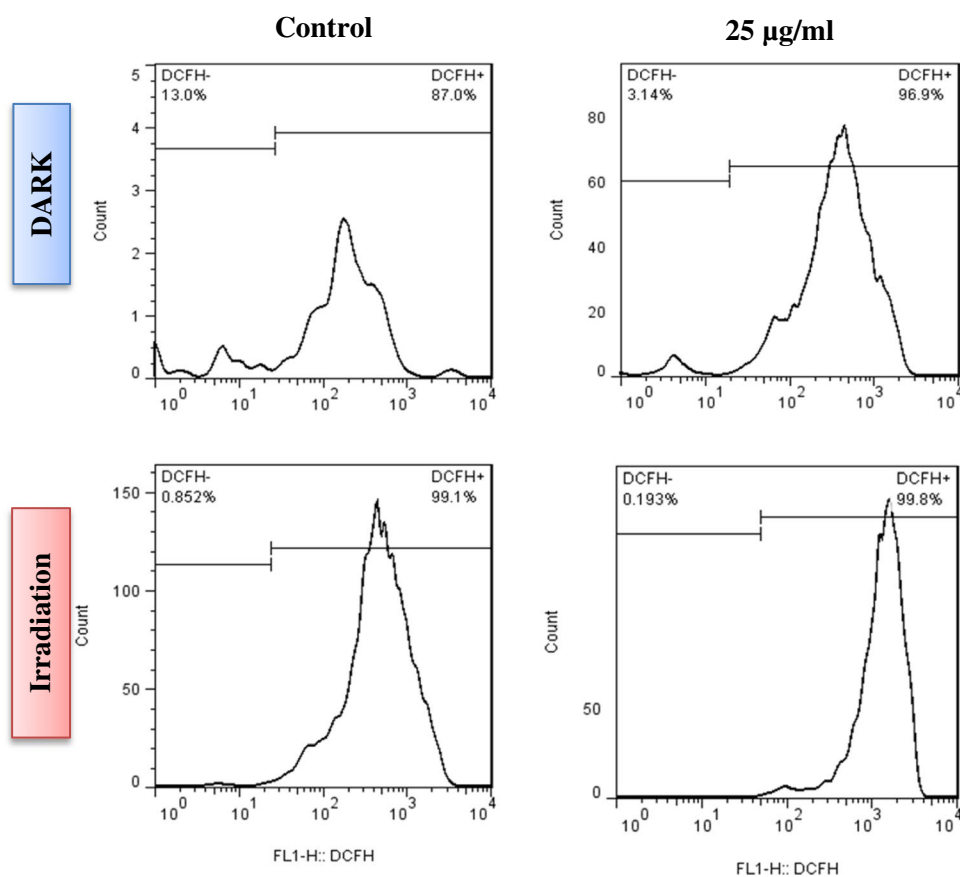 Control
25 µg/ml
DARK
DCFH-
13.0%
DCFH+
87.0%
5
4
3
2
1
0
Count
10^0
10^1
10^2
10^3
10^4
DCFH-
3.14%
DCFH+
96.9%
80
60
40
20
0
Count
10^0
10^1
10^2
10^3
10^4
Irradiation
DCFH-
0.852%
DCFH+
99.1%
150
100
50
0
Count
10^0
10^1
10^2
10^3
10^4
FL1-H:: DCFH
DCFH-
0.193%
DCFH+
99.8%
50
0
Count
10^0
10^1
10^2
10^3
10^4
FL1-H:: DCFH